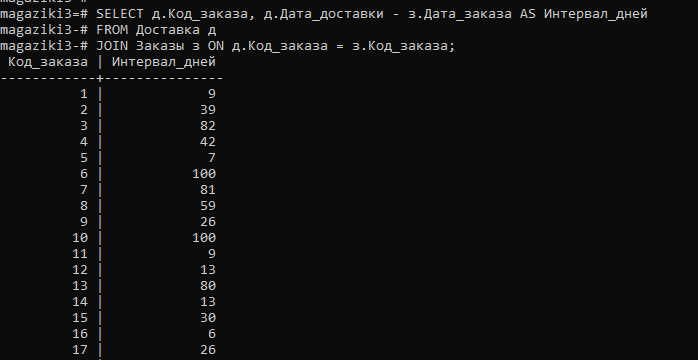 magaziki3=#
magaziki3=# SELECT д.Код_заказа, д.Дата_доставки - з.Дата_заказа AS Интервал_дней
magaziki3-# FROM Доставка д
magaziki3-# JOIN Заказы з ON д.Код_заказа = з.Код_заказа;
Код_заказа | Интервал_дней
------------+---------------
1 | 9
2 | 39
3 | 82
4 | 42
5 | 7
6 | 100
7 | 81
8 | 59
9 | 26
10 | 100
11 | 9
12 | 13
13 | 80
14 | 13
15 | 30
16 | 6
17 | 26